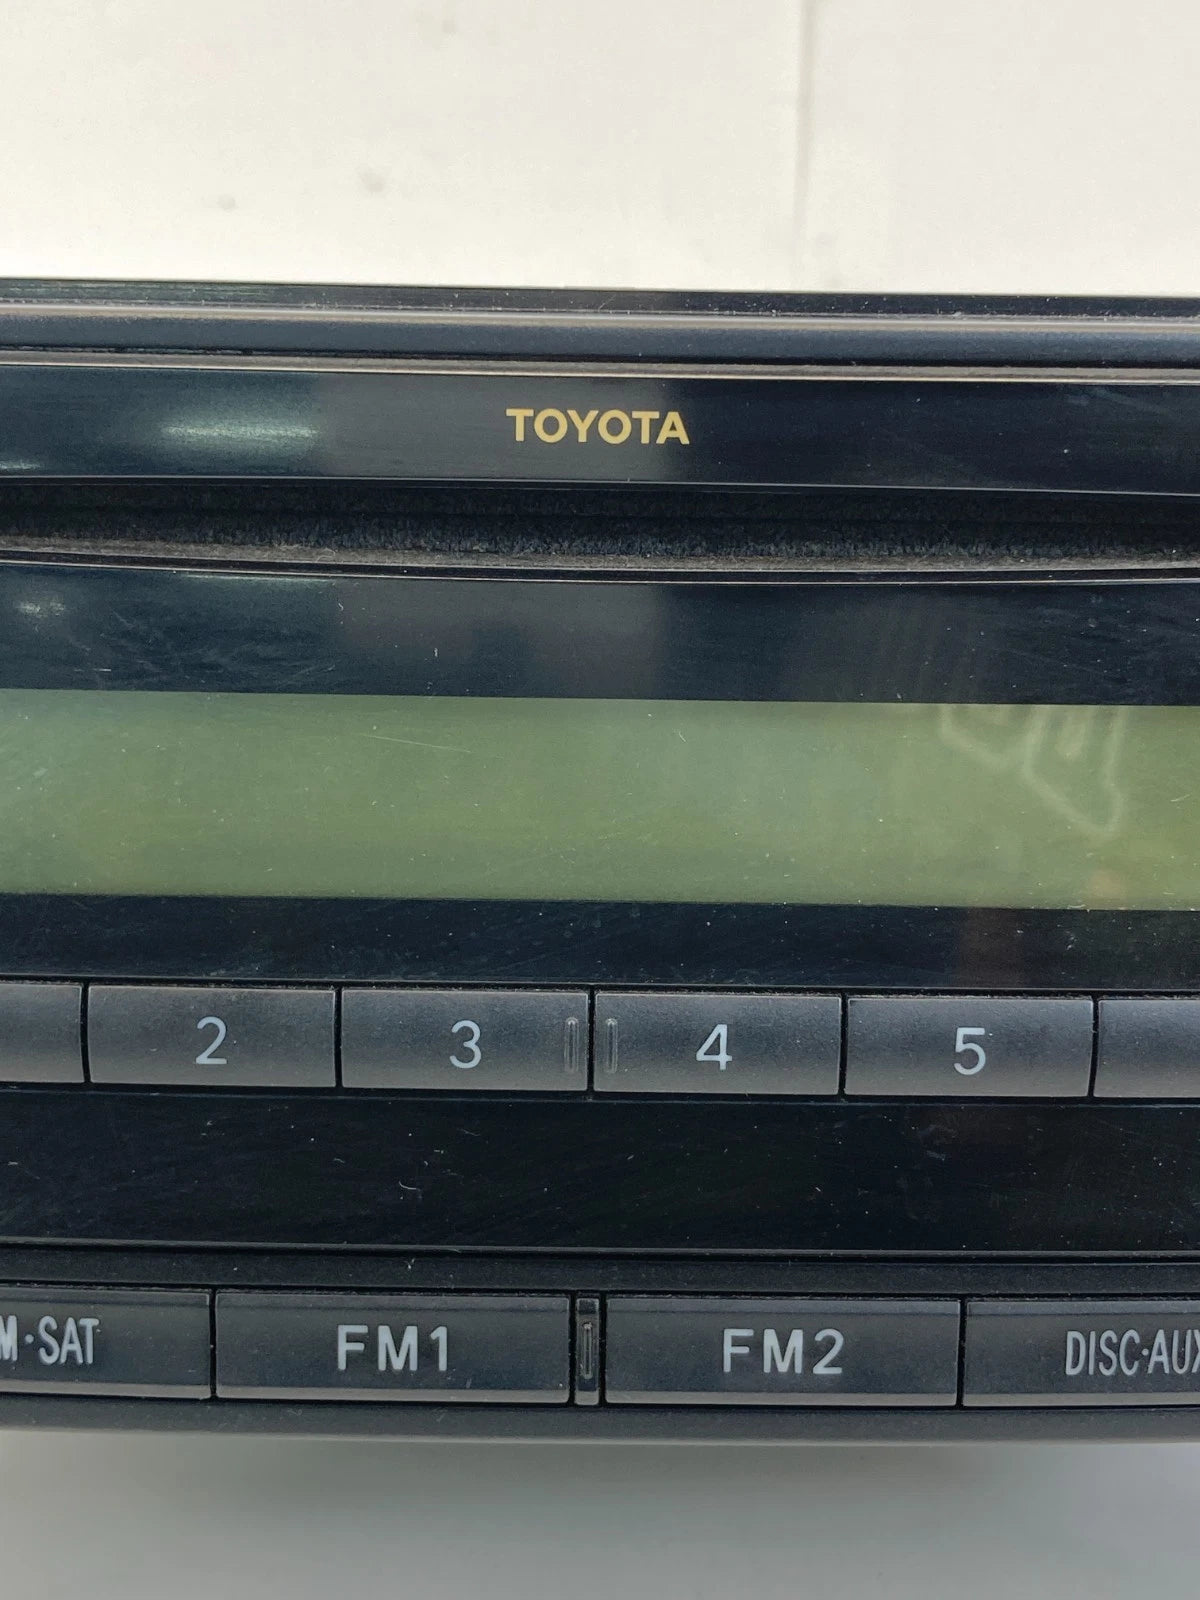 TOYOTA
2 3 4 5
M·SAT FM1 FM2 DISC·AUX